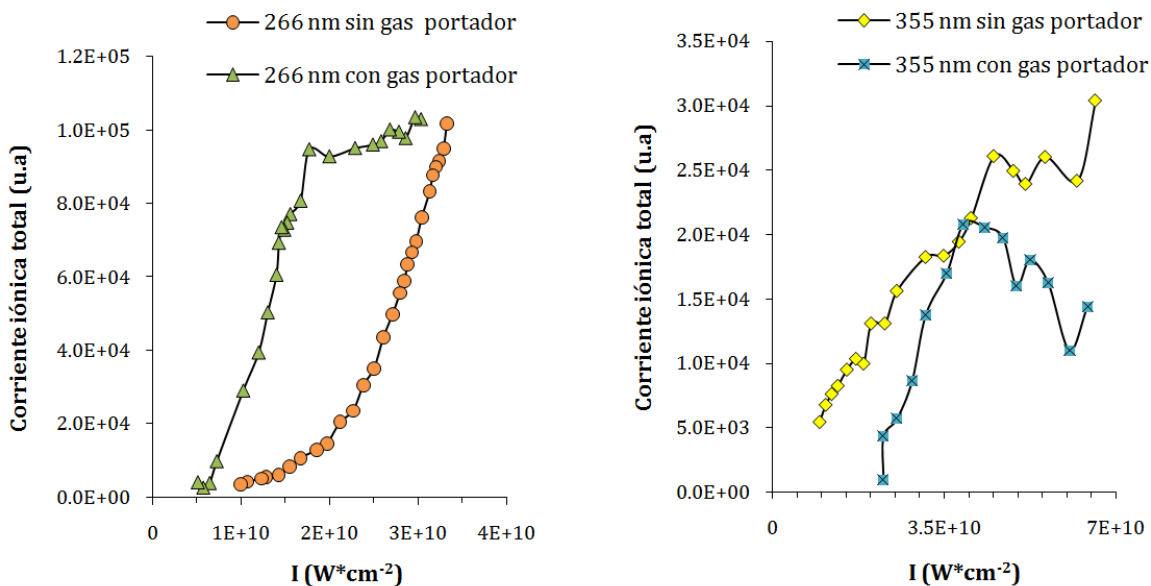 266 nm sin gas  portador
266 nm con gas portador
1.2E+05
1.0E+05
8.0E+04
6.0E+04
4.0E+04
2.0E+04
0.0E+00
Corriente iónica total (u.a)
0
1E+10
2E+10
3E+10
4E+10
I (W*cm-2)
355 nm sin gas portador
355 nm con gas portador
3.5E+04
3.0E+04
2.5E+04
2.0E+04
1.5E+04
1.0E+04
5.0E+03
0.0E+00
Corriente iónica total (u.a)
0
3.5E+10
7E+10
I (W*cm-2)